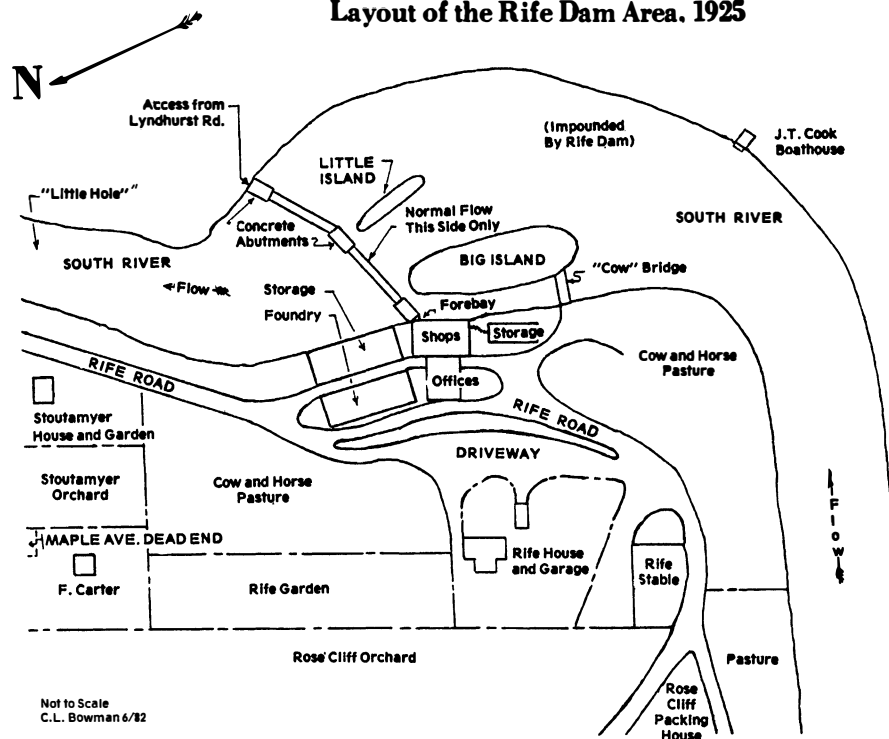 Layout of the Rife Dam Area. 1925
N
Access from
Lyndhurst Rd.
(Impounded
By Rife Dam)
J.T. Cook
Boathouse
LITTLE
ISLAND
"Little Hole"
Normal Flow
This Side Only
SOUTH RIVER
Concrete
Abutments
SOUTH RIVER
BIG ISLAND
"Cow" Bridge
Flow
Storage
Forebay
Foundry
Shops
Storage
Cow and Horse
Pasture
RIFE ROAD
Offices
RIFE ROAD
Stoutamyer
House and Garden
DRIVEWAY
Stoutamyer
Orchard
Cow and Horse
Pasture
Flow
MAPLE AVE. DEAD END
Rife House
and Garage
Rife
Stable
F. Carter
Rife Garden
Rose Cliff Orchard
Pasture
Rose
Cliff
Packing
House
Not to Scale
C.L. Bowman 6/82